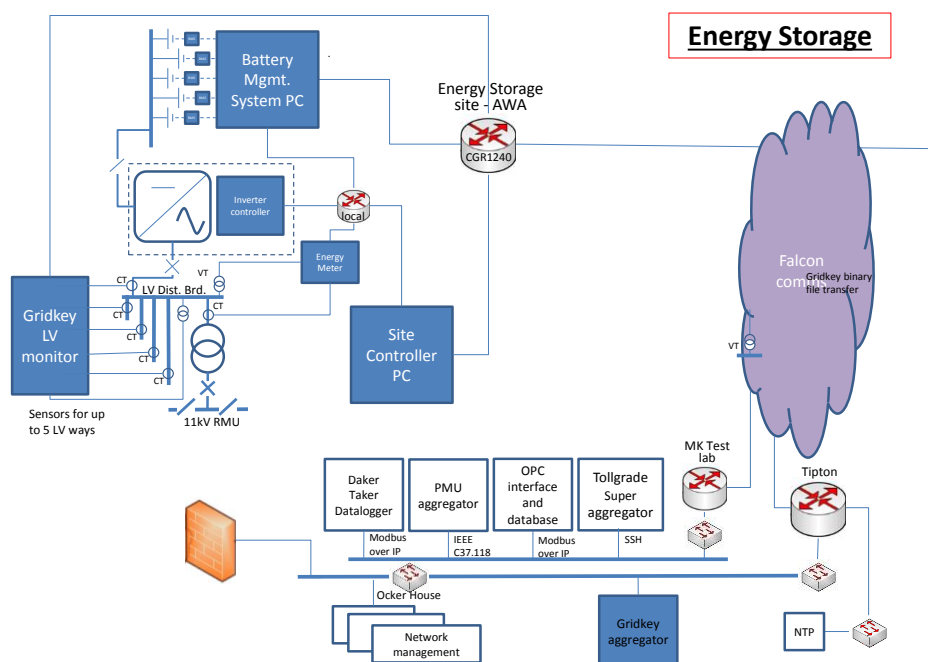 Energy Storage
Battery
Mgmt.
System PC
Energy Storage
site - AWA
CGR1240
Inverter
controller
local
Energy
Meter
CT
VT
LV Dist. Brd.
CT
CT
CT
CT
Gridkey
LV
monitor
Site
Controller
PC
Falcon
comms
Gridkey binary
file transfer
VT
Sensors for up
to 5 LV ways
11kV RMU
MK Test
lab
Tipton
Daker
Taker
Datalogger
PMU
aggregator
OPC
interface
and
database
Tollgrade
Super
aggregator
Modbus
over IP
IEEE
C37.118
Modbus
over IP
SSH
Ocker House
Network
management
Gridkey
aggregator
NTP